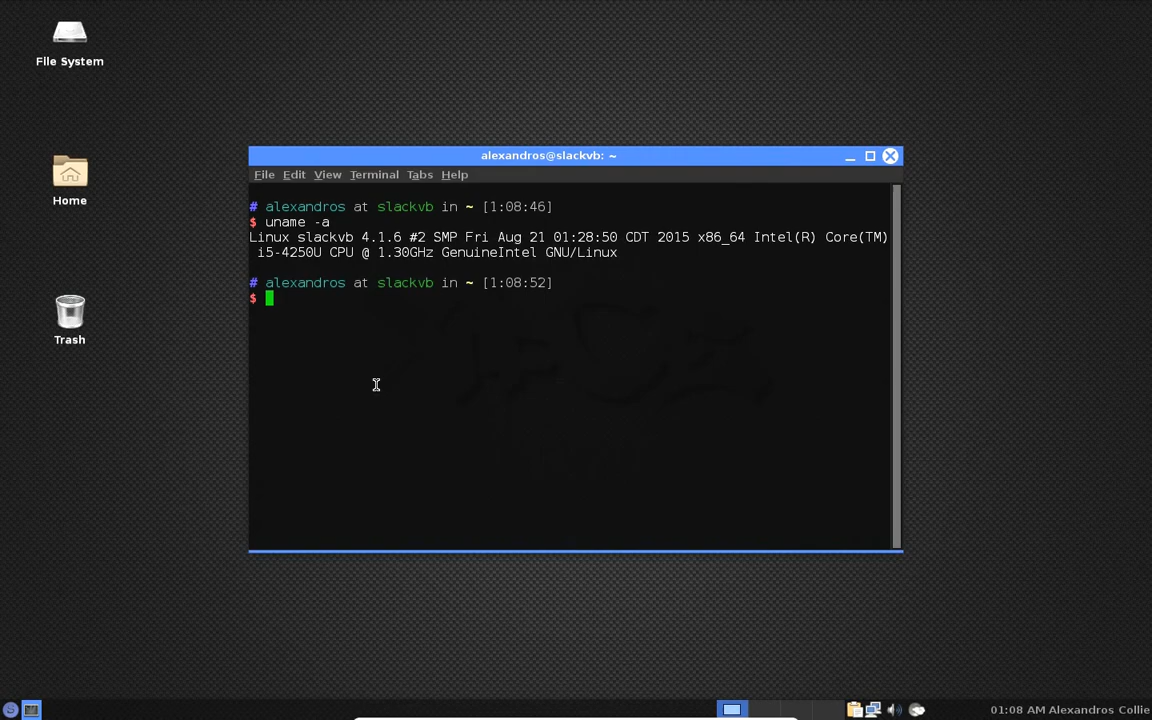 File System
Home
Trash
alexandros@slackvb: ~
File Edit View Terminal Tabs Help
# alexandros at slackvb in ~ [1:08:46]
$ uname -a
Linux slackvb 4.1.6 #2 SMP Fri Aug 21 01:28:50 CDT 2015 x86_64 Intel(R) Core(TM)
i5-4250U CPU @ 1.30GHz GenuineIntel GNU/Linux
# alexandros at slackvb in ~ [1:08:52]
$
01:08 AM Alexandros Collie